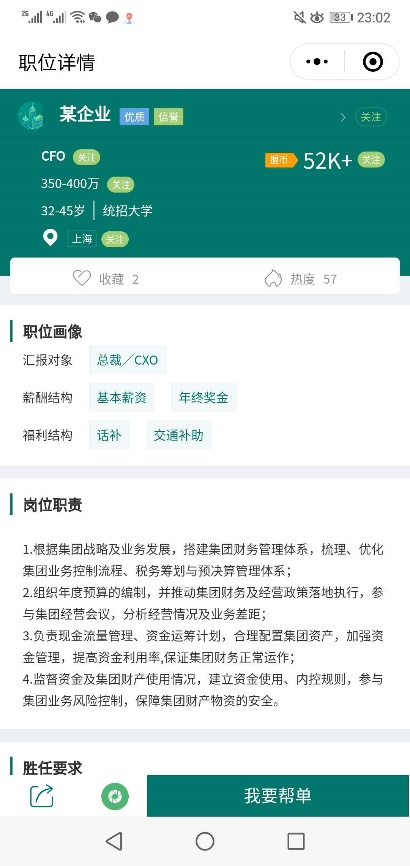 2G 4G 83 23:02
职位详情
某企业 优质 信誉 关注
CFO 关注 握币 52K+ 关注
350-400万 关注
32-45岁 统招大学
上海 关注
收藏 2 热度 57
职位画像
汇报对象 总裁／CXO
薪酬结构 基本薪资 年终奖金
福利结构 话补 交通补助
岗位职责
1.根据集团战略及业务发展，搭建集团财务管理体系，梳理、优化
集团业务控制流程、税务筹划与预决算管理体系；
2.组织年度预算的编制，并推动集团财务及经营政策落地执行，参
与集团经营会议，分析经营情况及业务差距；
3.负责现金流量管理、资金运筹计划，合理配置集团资产，加强资
金管理，提高资金利用率,保证集团财务正常运作；
4.监督资金及集团财产使用情况，建立资金使用、内控规则，参与
集团业务风险控制，保障集团财产物资的安全。
胜任要求
我要帮单